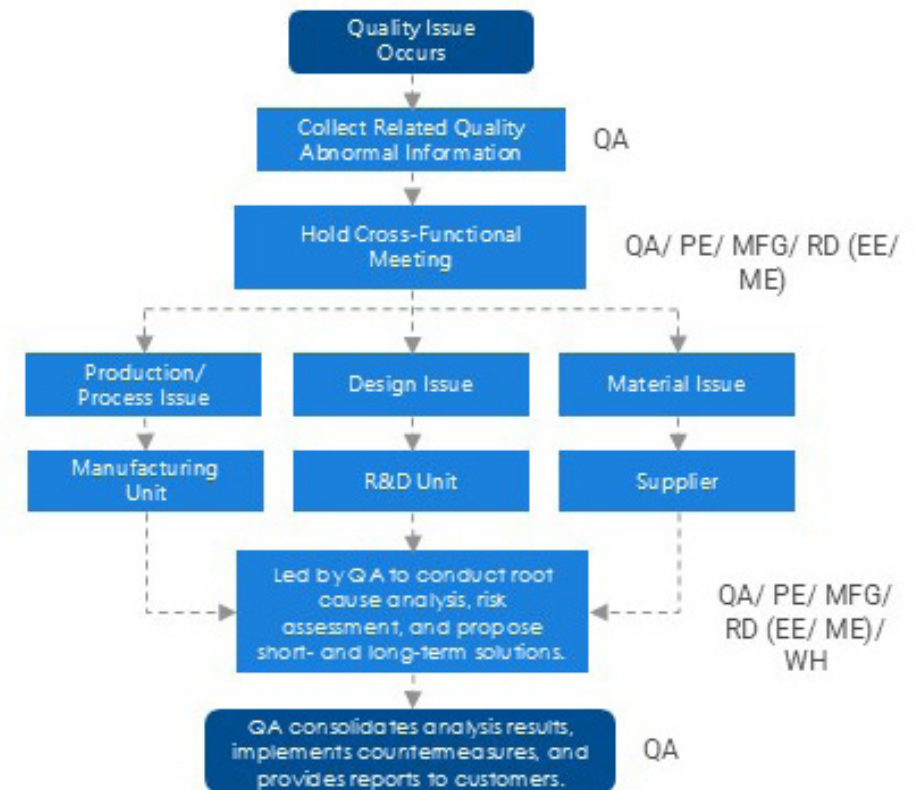 Quality Issue
Occurs
Collect Related Quality
Abnormal Information
QA
Hold Cross-Functional
Meeting
QA/ PE/ MFG/ RD (EE/
ME)
Production/
Process Issue
Design Issue
Material Issue
Manufacturing
Unit
R&D Unit
Supplier
Led by QA to conduct root
cause analysis, risk
assessment, and propose
short- and long-term solutions.
QA/ PE/ MFG/
RD (EE/ ME)/
WH
QA consolidates analysis results,
implements countermeasures, and
provides reports to customers.
QA